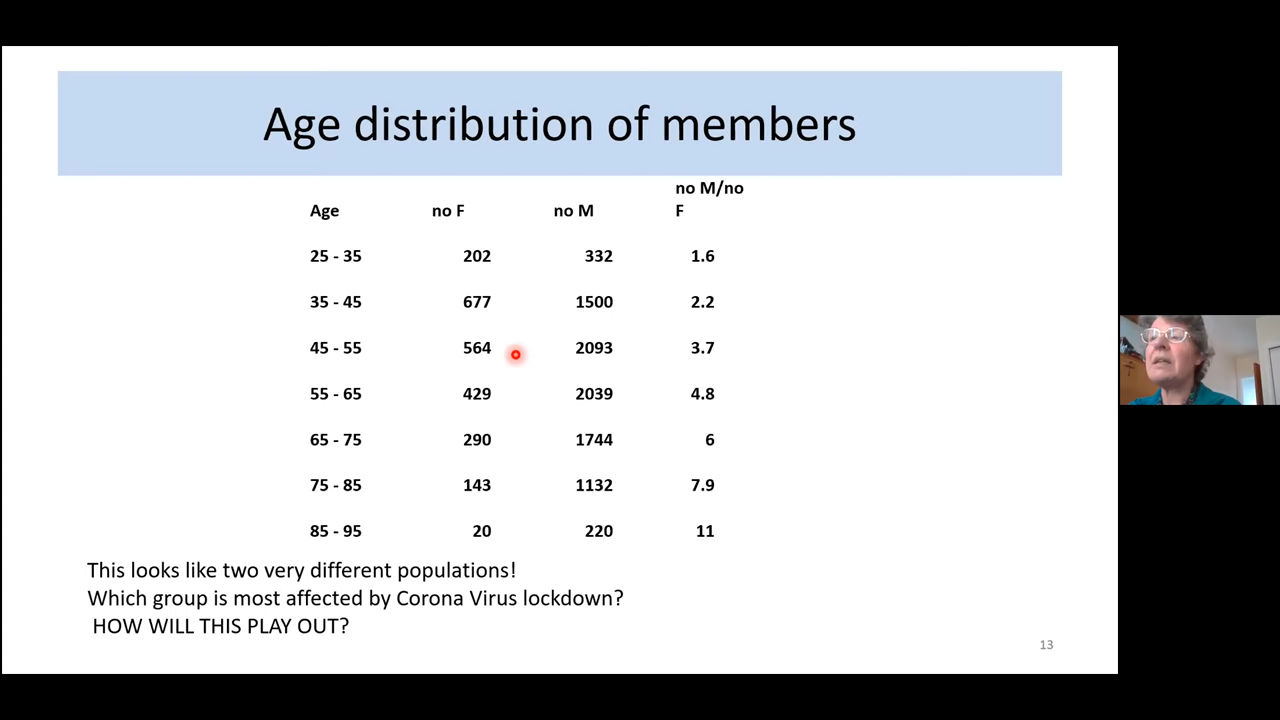 Age distribution of members
Age no F no M no M/no F
25 - 35 202 332 1.6
35 - 45 677 1500 2.2
45 - 55 564 2093 3.7
55 - 65 429 2039 4.8
65 - 75 290 1744 6
75 - 85 143 1132 7.9
85 - 95 20 220 11
This looks like two very different populations!
Which group is most affected by Corona Virus lockdown?
HOW WILL THIS PLAY OUT?
13